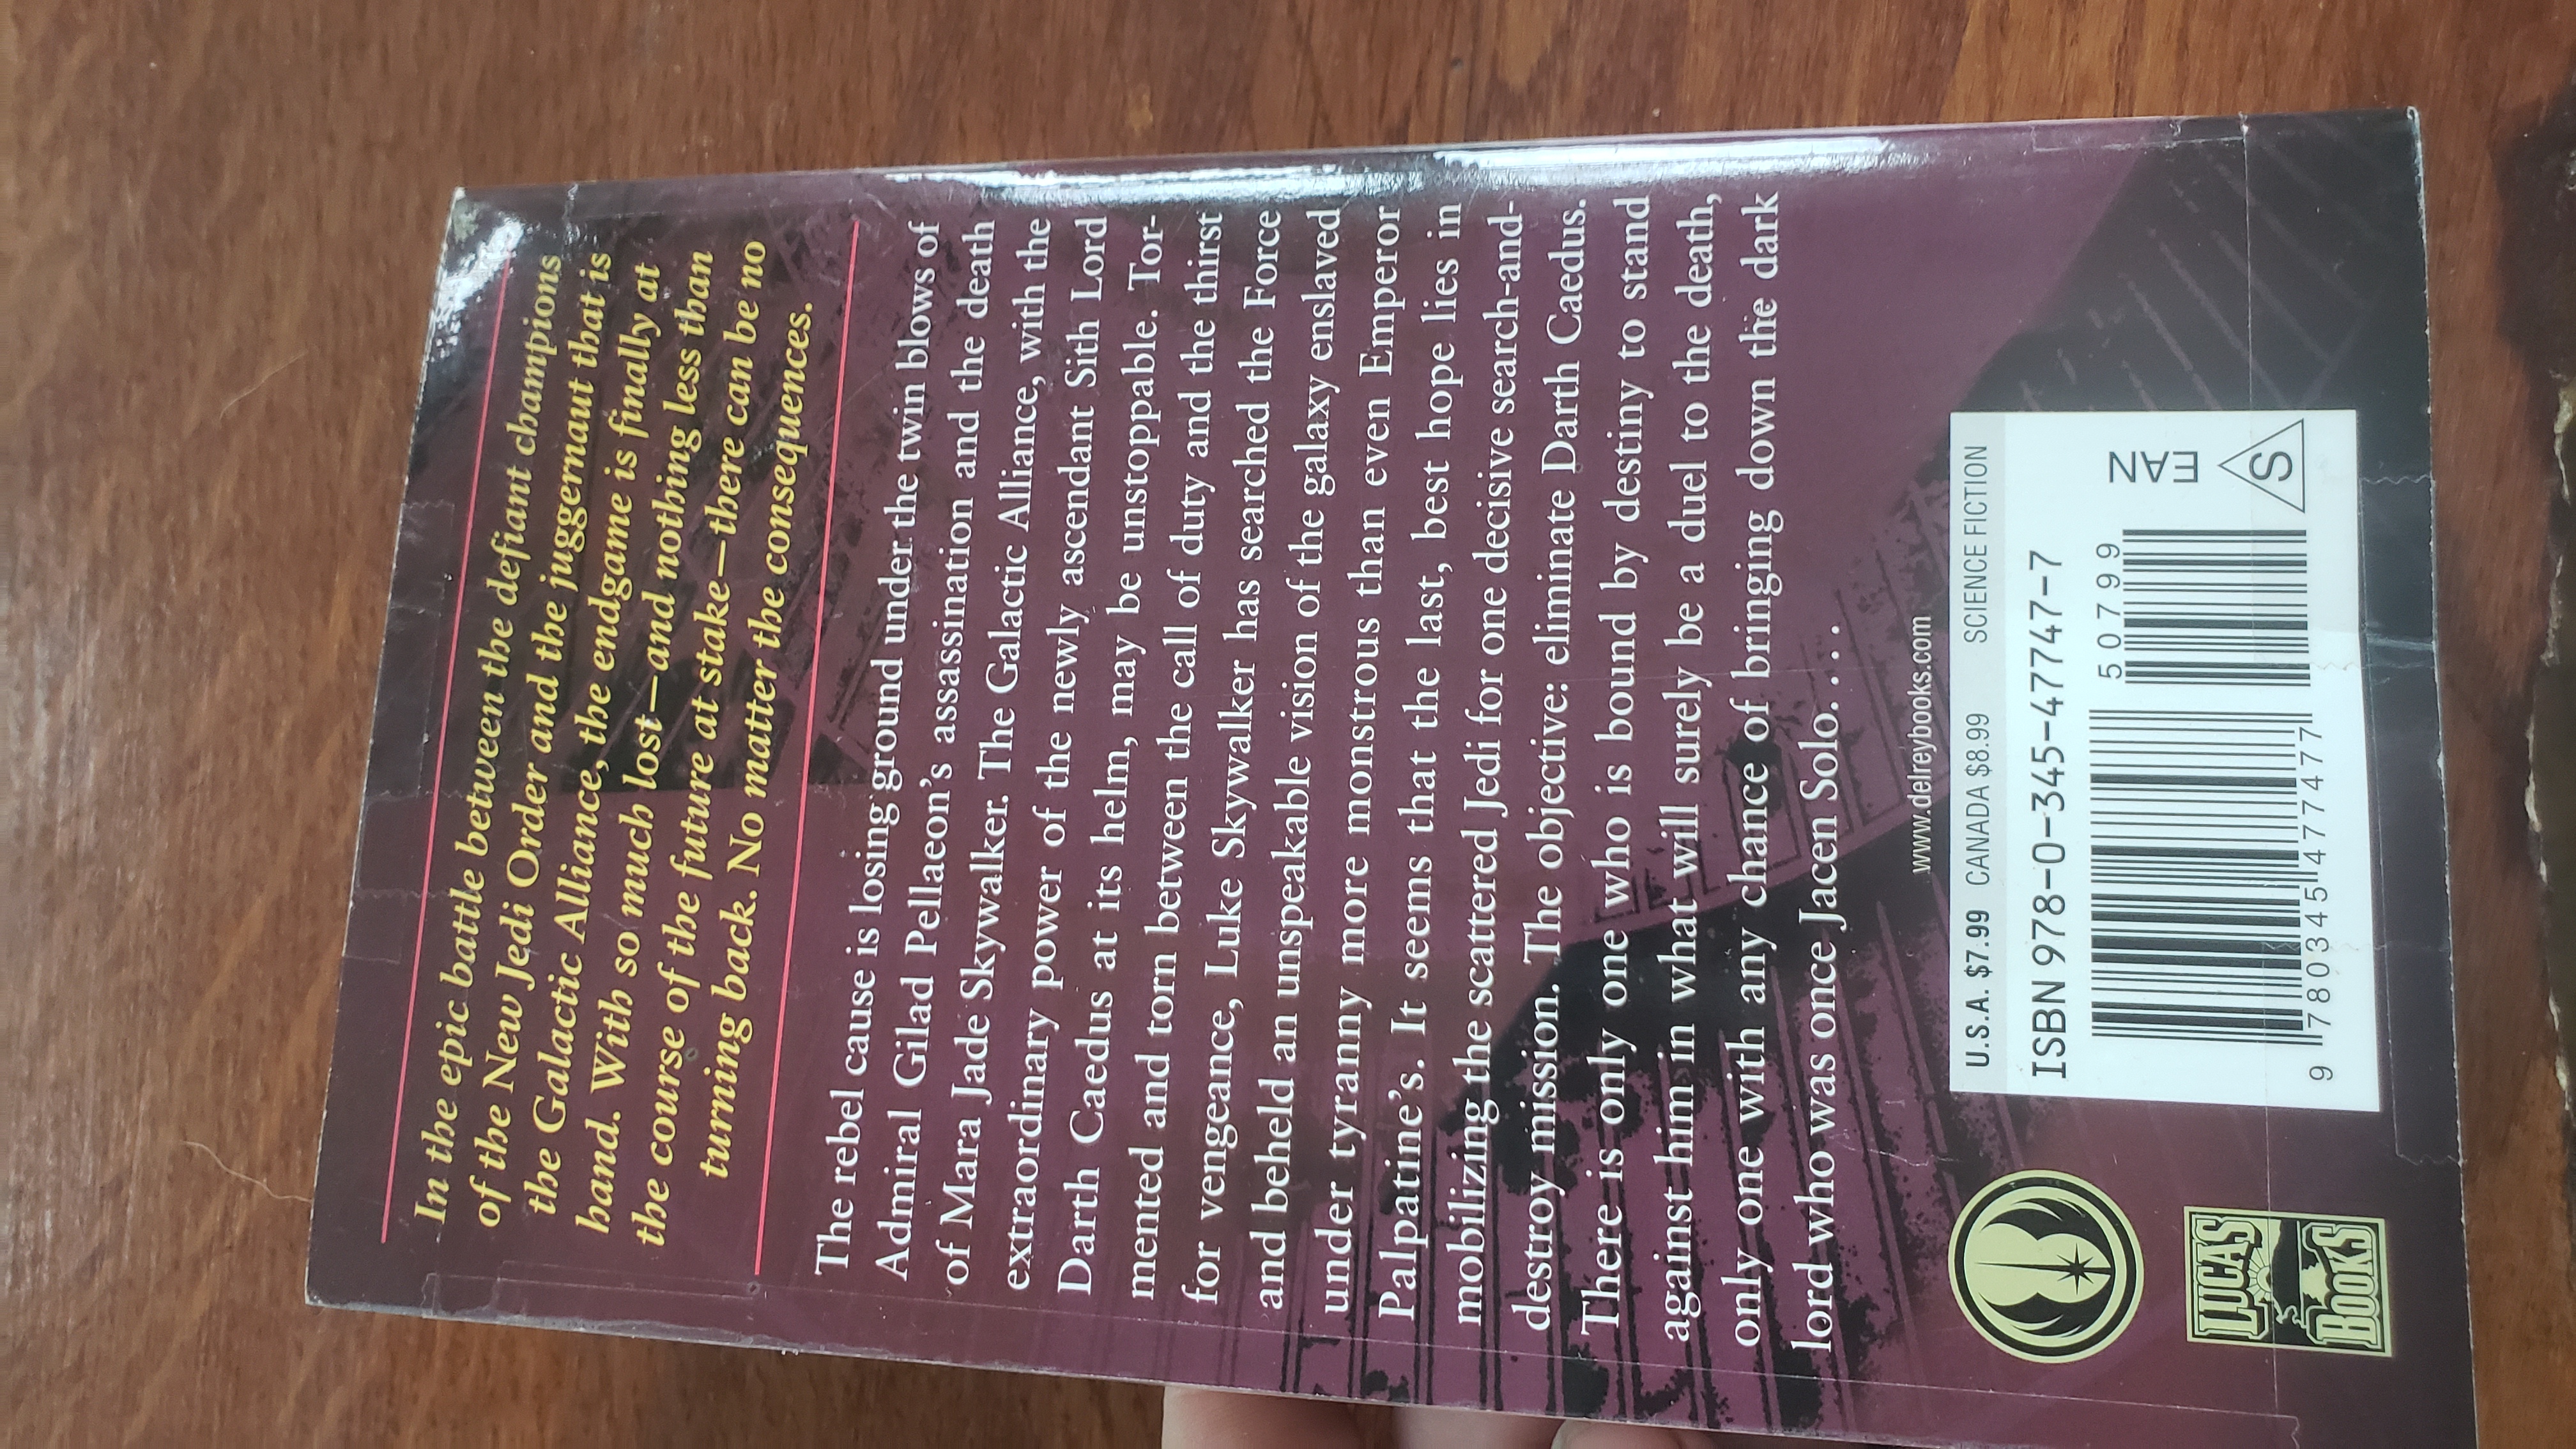 In the epic battle between the defiant champions
of the New Jedi Order and the juggernaut that is
the Galactic Alliance, the endgame is finally at
hand. With so much lost—and nothing less than
the course of the future at stake—there can be no
turning back. No matter the consequences.
The rebel cause is losing ground under the twin blows of
Admiral Gilad Pellaeon's assassination and the death
of Mara Jade Skywalker. The Galactic Alliance, with the
extraordinary power of the newly ascendant Sith Lord
Darth Caedus at its helm, may be unstoppable. Tor-
mented and torn between the call of duty and the thirst
for vengeance, Luke Skywalker has searched the Force
and beheld an unspeakable vision of the galaxy enslaved
under tyranny more monstrous than even Emperor
Palpatine's. It seems that the last, best hope lies in
mobilizing the scattered Jedi for one decisive search-and-
destroy mission. The objective: eliminate Darth Caedus.
There is only one who is bound by destiny to stand
against him in what will surely be a duel to the death,
only one with any chance of bringing down the dark
lord who was once Jacen Solo. . . .
www.delreybooks.com
U.S.A. $7.99 CANADA $8.99 SCIENCE FICTION
ISBN 978-0-345-47747-7
50799
EAN
S
9 780345 477477
LUCAS
BOOKS